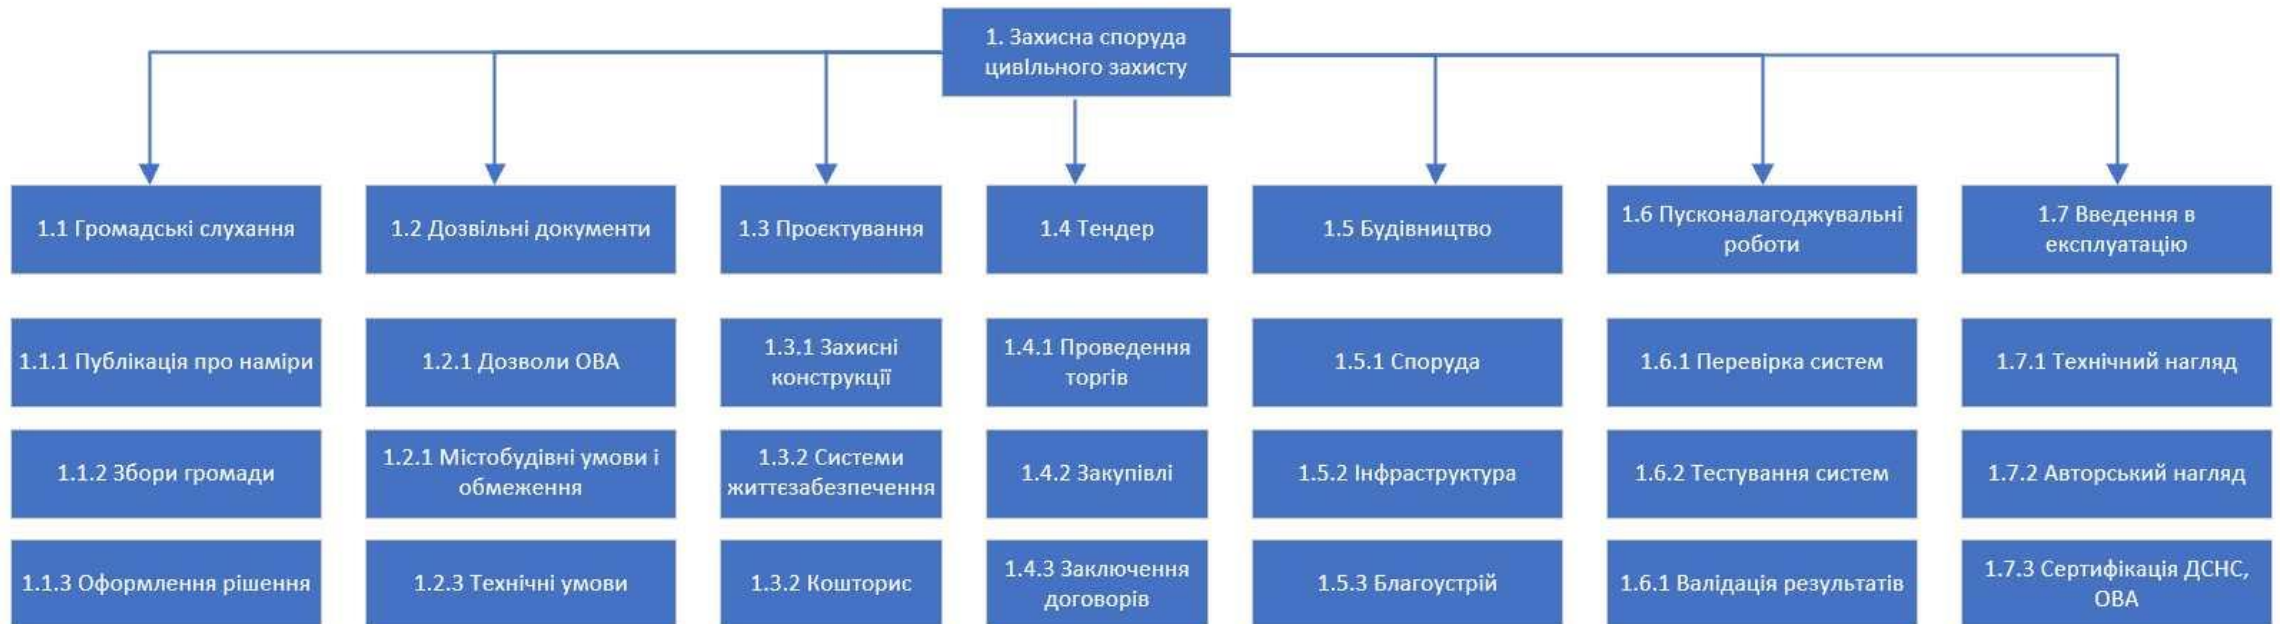 1. Захисна споруда
цивільного захисту
1.1 Громадські слухання
1.2 Дозвільні документи
1.3 Проєктування
1.4 Тендер
1.5 Будівництво
1.6 Пусконалагоджувальні
роботи
1.7 Введення в
експлуатацію
1.1.1 Публікація про наміри
1.2.1 Дозволи ОВА
1.3.1 Захисні
конструкції
1.4.1 Проведення
торгів
1.5.1 Споруда
1.6.1 Перевірка систем
1.7.1 Технічний нагляд
1.1.2 Збори громади
1.2.1 Містобудівні умови і
обмеження
1.3.2 Системи
життєзабезпечення
1.4.2 Закупівлі
1.5.2 Інфраструктура
1.6.2 Тестування систем
1.7.2 Авторський нагляд
1.1.3 Оформлення рішення
1.2.3 Технічні умови
1.3.2 Кошторис
1.4.3 Заключення
договорів
1.5.3 Благоустрій
1.6.1 Валідація результатів
1.7.3 Сертифікація ДСНС,
ОВА